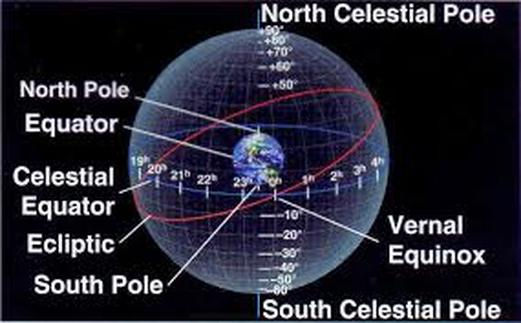 North Celestial Pole
+90°
+80°
+70°
+60°
+50°
North Pole
Equator
19h 20h 21h 22h 23h 0h 1h 2h 3h 4h
Celestial
Equator
Ecliptic
South Pole
Vernal
Equinox
-10°
-20°
-30°
-40°
-50°
-60°
South Celestial Pole